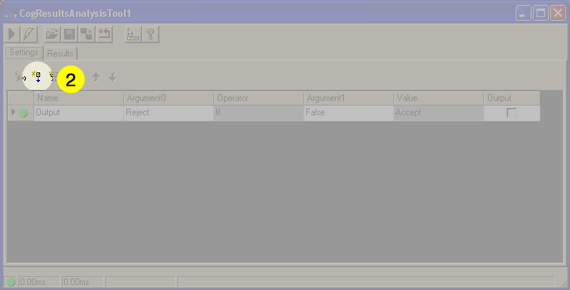 CogResultsAnalysisTool1
Settings Results
2
Name Argument0 Operator Argument1 Value Output
Output Reject If False Accept
0.00ms 0.00ms